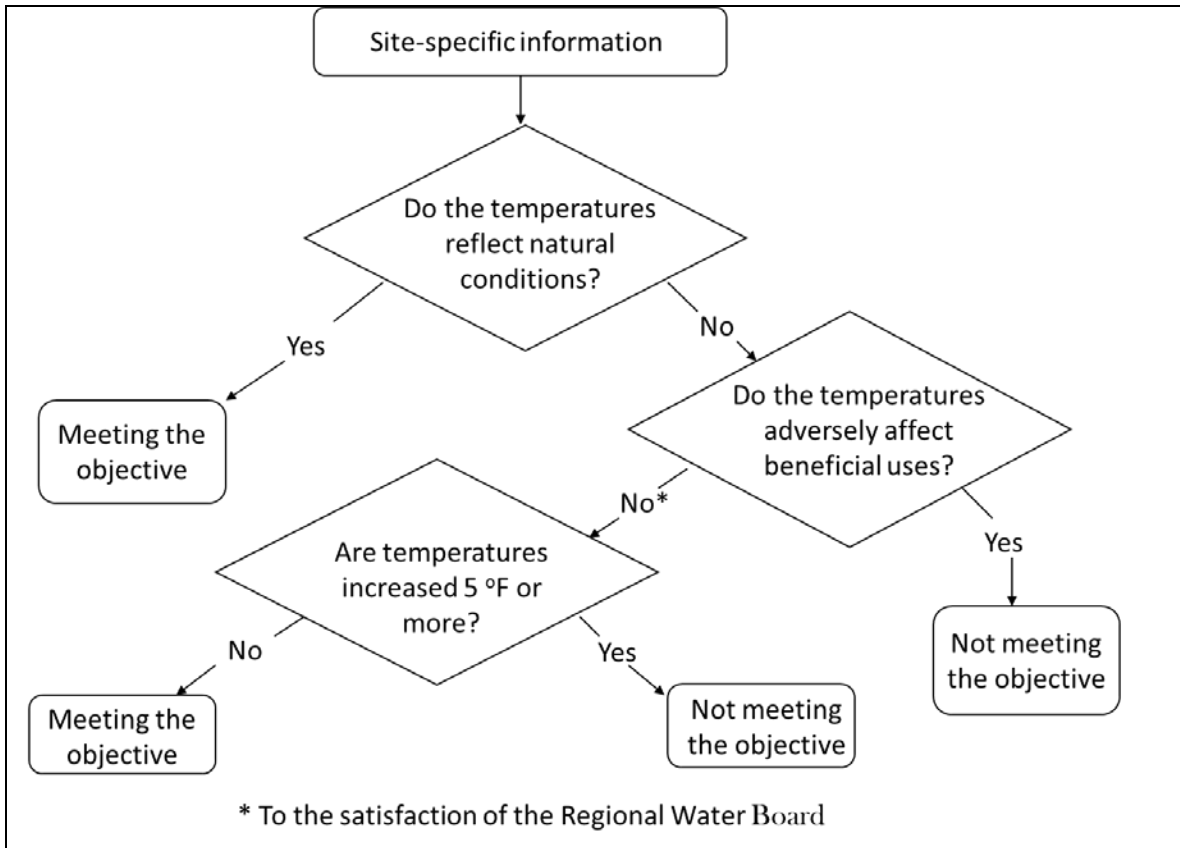 Site-specific information
Do the temperatures
reflect natural
conditions?
Yes
No
Meeting the
objective
Do the temperatures
adversely affect
beneficial uses?
No*
Yes
Are temperatures
increased 5 ºF or
more?
No
Yes
Not meeting
the objective
Meeting the
objective
Not meeting
the objective
* To the satisfaction of the Regional Water Board